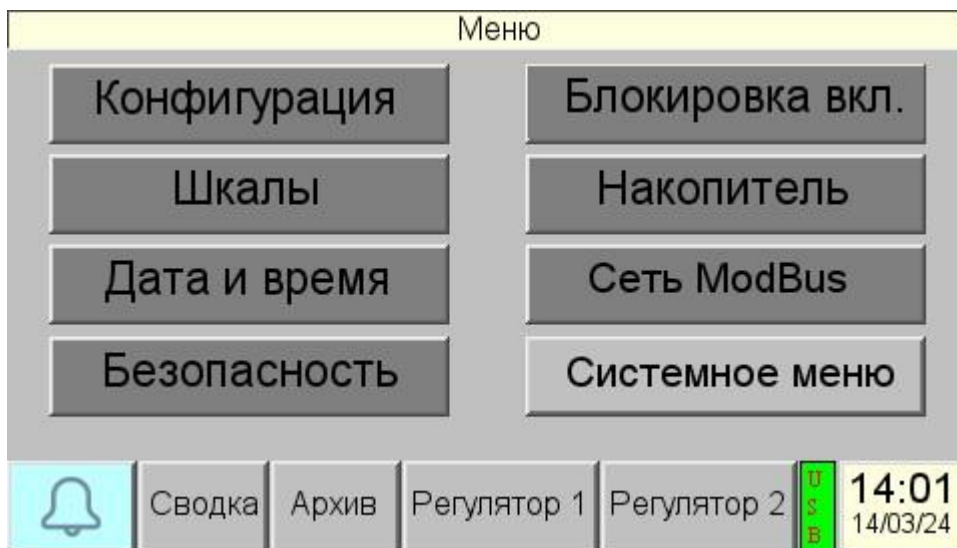 Меню
Конфигурация
Блокировка вкл.
Шкалы
Накопитель
Дата и время
Сеть ModBus
Безопасность
Системное меню
Сводка
Архив
Регулятор 1
Регулятор 2
USB
14:01
14/03/24